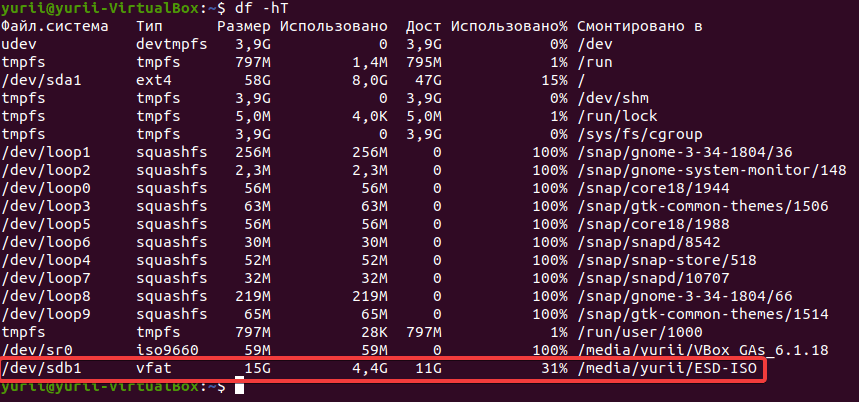 yurii@yurii-VirtualBox:~$ df -hT
Файл.система Тип Размер Использовано Дост Использовано% Смонтировано в
udev devtmpfs 3,9G 0 3,9G 0% /dev
tmpfs tmpfs 797M 1,4M 795M 1% /run
/dev/sda1 ext4 58G 8,0G 47G 15% /
tmpfs tmpfs 3,9G 0 3,9G 0% /dev/shm
tmpfs tmpfs 5,0M 4,0K 5,0M 1% /run/lock
tmpfs tmpfs 3,9G 0 3,9G 0% /sys/fs/cgroup
/dev/loop1 squashfs 256M 256M 0 100% /snap/gnome-3-34-1804/36
/dev/loop2 squashfs 2,3M 2,3M 0 100% /snap/gnome-system-monitor/148
/dev/loop0 squashfs 56M 56M 0 100% /snap/core18/1944
/dev/loop3 squashfs 63M 63M 0 100% /snap/gtk-common-themes/1506
/dev/loop5 squashfs 56M 56M 0 100% /snap/core18/1988
/dev/loop6 squashfs 30M 30M 0 100% /snap/snapd/8542
/dev/loop4 squashfs 52M 52M 0 100% /snap/snap-store/518
/dev/loop7 squashfs 32M 32M 0 100% /snap/snapd/10707
/dev/loop8 squashfs 219M 219M 0 100% /snap/gnome-3-34-1804/66
/dev/loop9 squashfs 65M 65M 0 100% /snap/gtk-common-themes/1514
tmpfs tmpfs 797M 28K 797M 1% /run/user/1000
/dev/sr0 iso9660 59M 59M 0 100% /media/yurii/VBox_GAs_6.1.18
/dev/sdb1 vfat 15G 4,4G 11G 31% /media/yurii/ESD-ISO
yurii@yurii-VirtualBox:~$